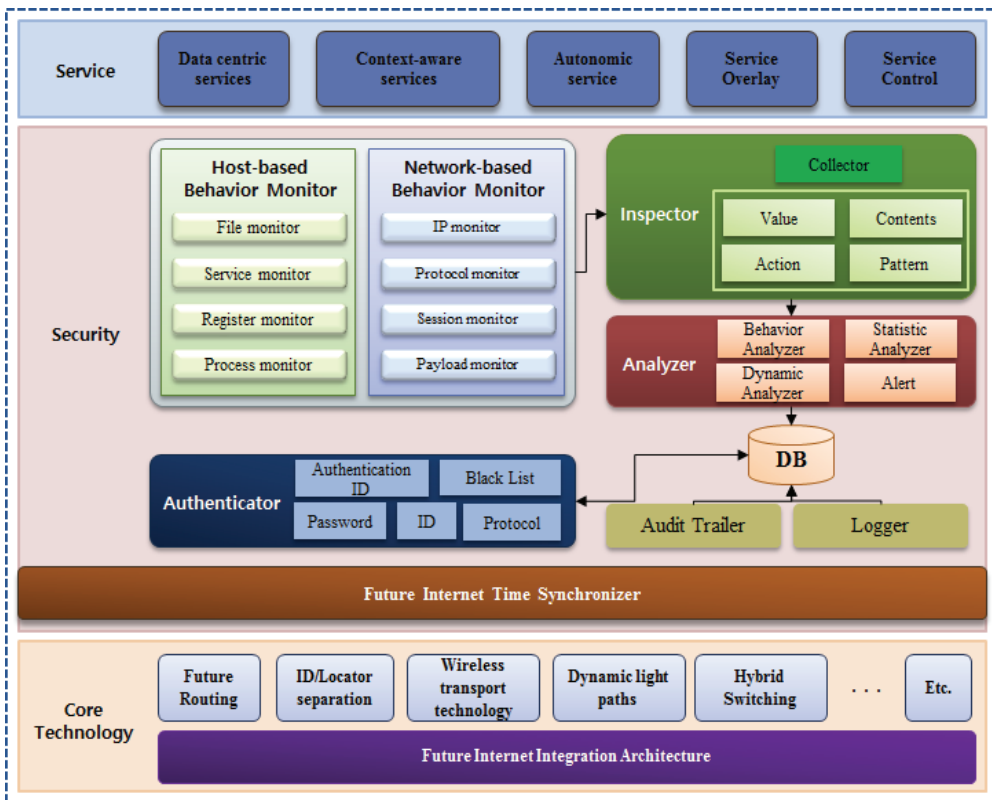 Service
Data centric
services
Context-aware
services
Autonomic
service
Service
Overlay
Service
Control
Security
Host-based
Behavior Monitor
File monitor
Service monitor
Register monitor
Process monitor
Network-based
Behavior Monitor
IP monitor
Protocol monitor
Session monitor
Payload monitor
Inspector
Collector
Value
Contents
Action
Pattern
Analyzer
Behavior
Analyzer
Statistic
Analyzer
Dynamic
Analyzer
Alert
DB
Authenticator
Authentication
ID
Black List
Password
ID
Protocol
Audit Trailer
Logger
Future Internet Time Synchronizer
Core
Technology
Future
Routing
ID/Locator
separation
Wireless
transport
technology
Dynamic light
paths
Hybrid
Switching
. . .
Etc.
Future Internet Integration Architecture